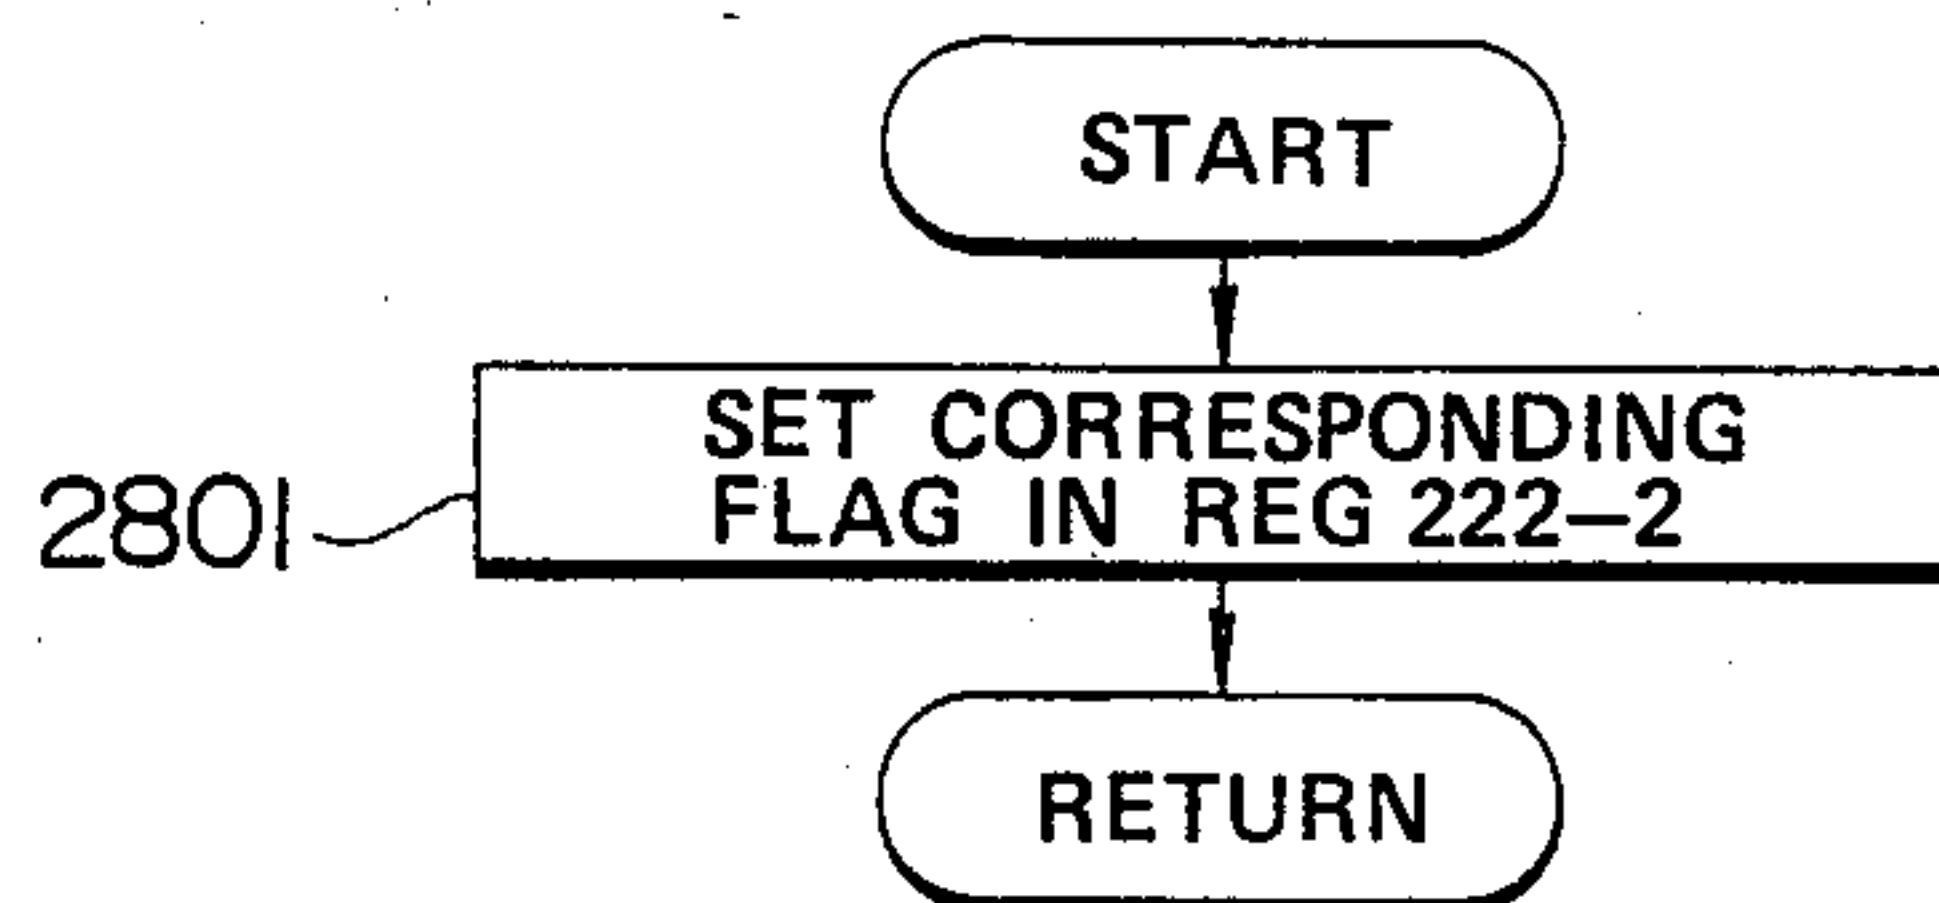 START
SET CORRESPONDING
FLAG IN REG 222-2
2801
RETURN